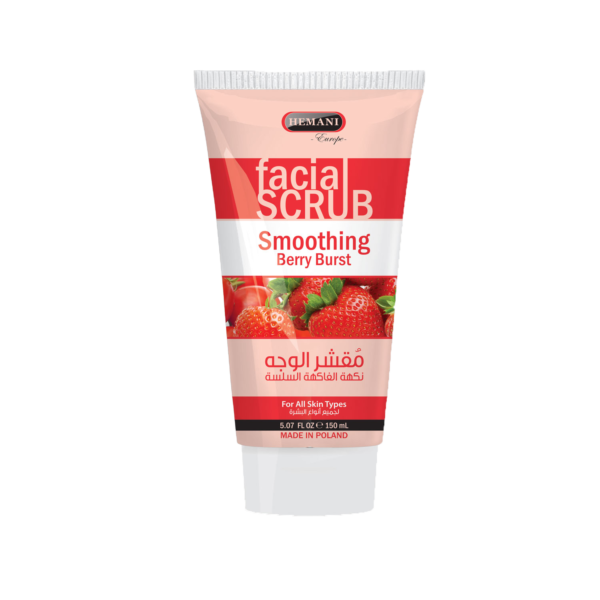 HEMANI
- Europe -
facial
SCRUB
Smoothing
Berry Burst
مُقشر الوجه
نكهة الفاكهة السلسة
For All Skin Types
لجميع أنواع البشرة
5.07 FL OZ ℮ 150 mL
MADE IN POLAND